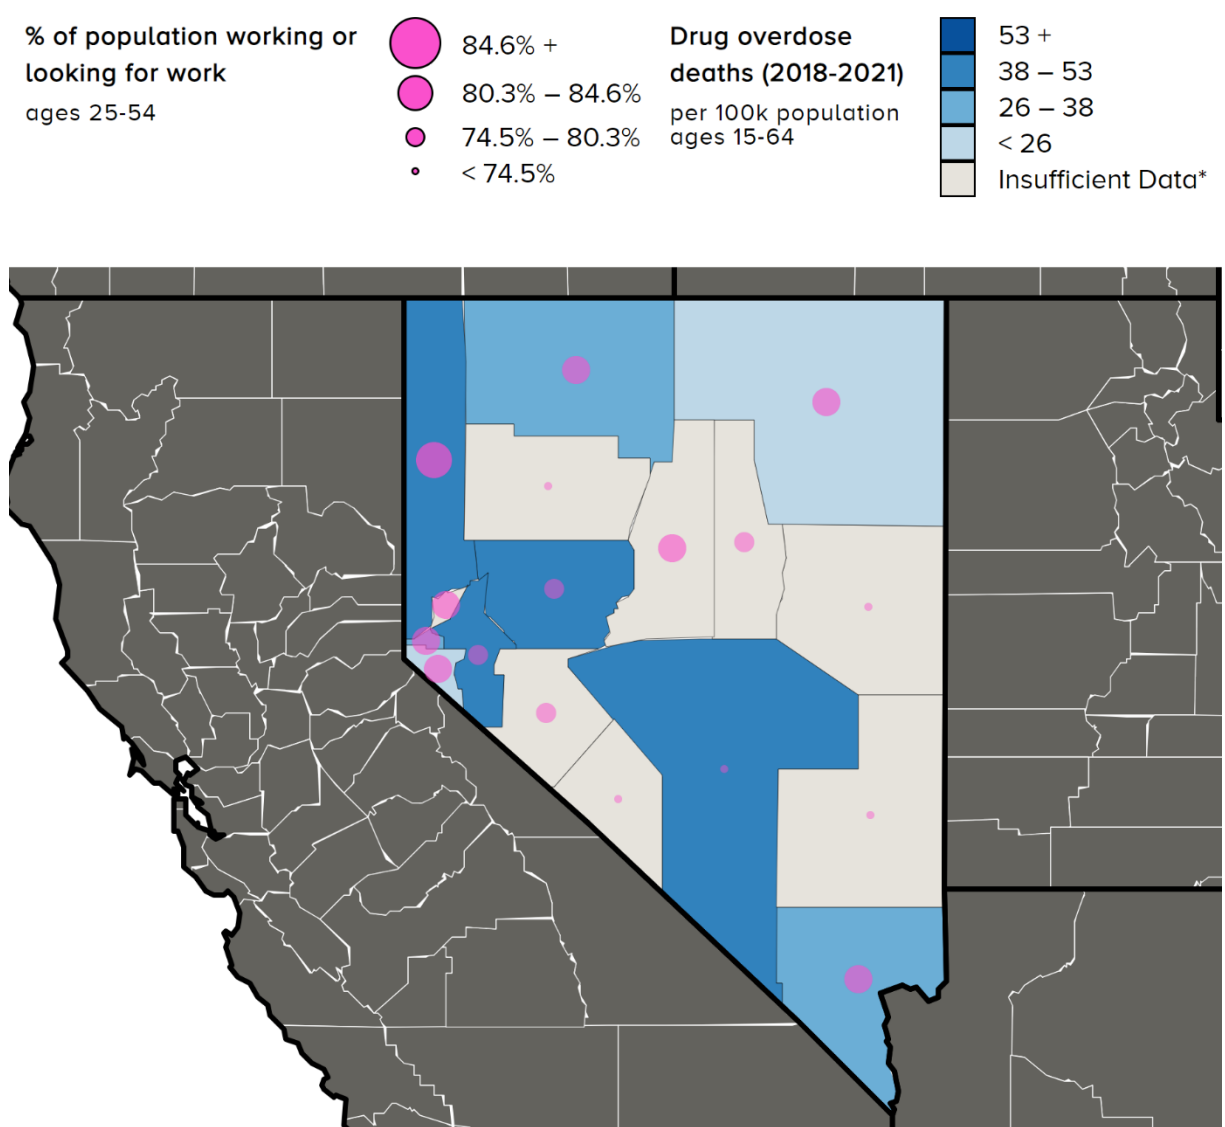 % of population working or
looking for work
ages 25-54
84.6% +
80.3% – 84.6%
74.5% – 80.3%
< 74.5%
Drug overdose
deaths (2018-2021)
per 100k population
ages 15-64
53 +
38 – 53
26 – 38
< 26
Insufficient Data*